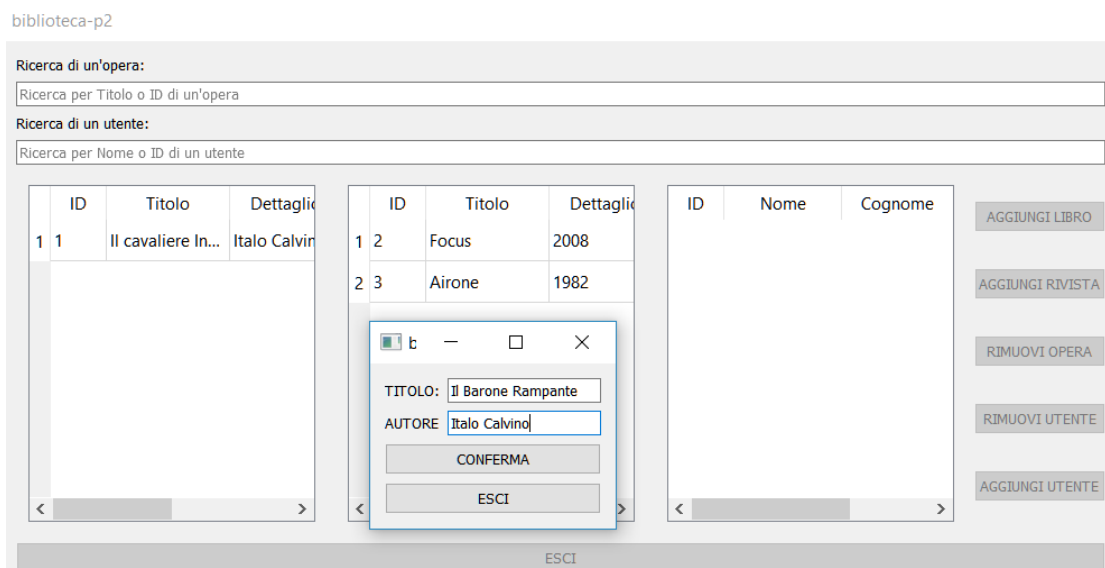 biblioteca-p2
Ricerca di un'opera:
Ricerca per Titolo o ID di un'opera
Ricerca di un utente:
Ricerca per Nome o ID di un utente
ID Titolo Dettaglio
1 1 Il cavaliere In... Italo Calvin
ID Titolo Dettaglio
1 2 Focus 2008
2 3 Airone 1982
ID Nome Cognome
AGGIUNGI LIBRO
AGGIUNGI RIVISTA
RIMUOVI OPERA
RIMUOVI UTENTE
AGGIUNGI UTENTE
b
TITOLO: Il Barone Rampante
AUTORE Italo Calvino
CONFERMA
ESCI
ESCI